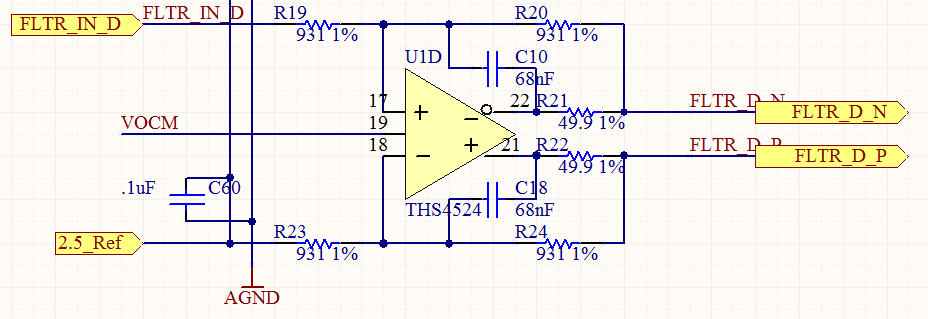 FLTR_IN_D
FLTR_IN_D
R19
931 1%
R20
931 1%
U1D
C10
68nF
17
19
18
22
21
R21
49.9 1%
FLTR_D_N
FLTR_D_N
VOCM
R22
49.9 1%
FLTR_D_P
FLTR_D_P
.1uF
C60
C18
68nF
THS4524
2.5_Ref
R23
931 1%
R24
931 1%
AGND